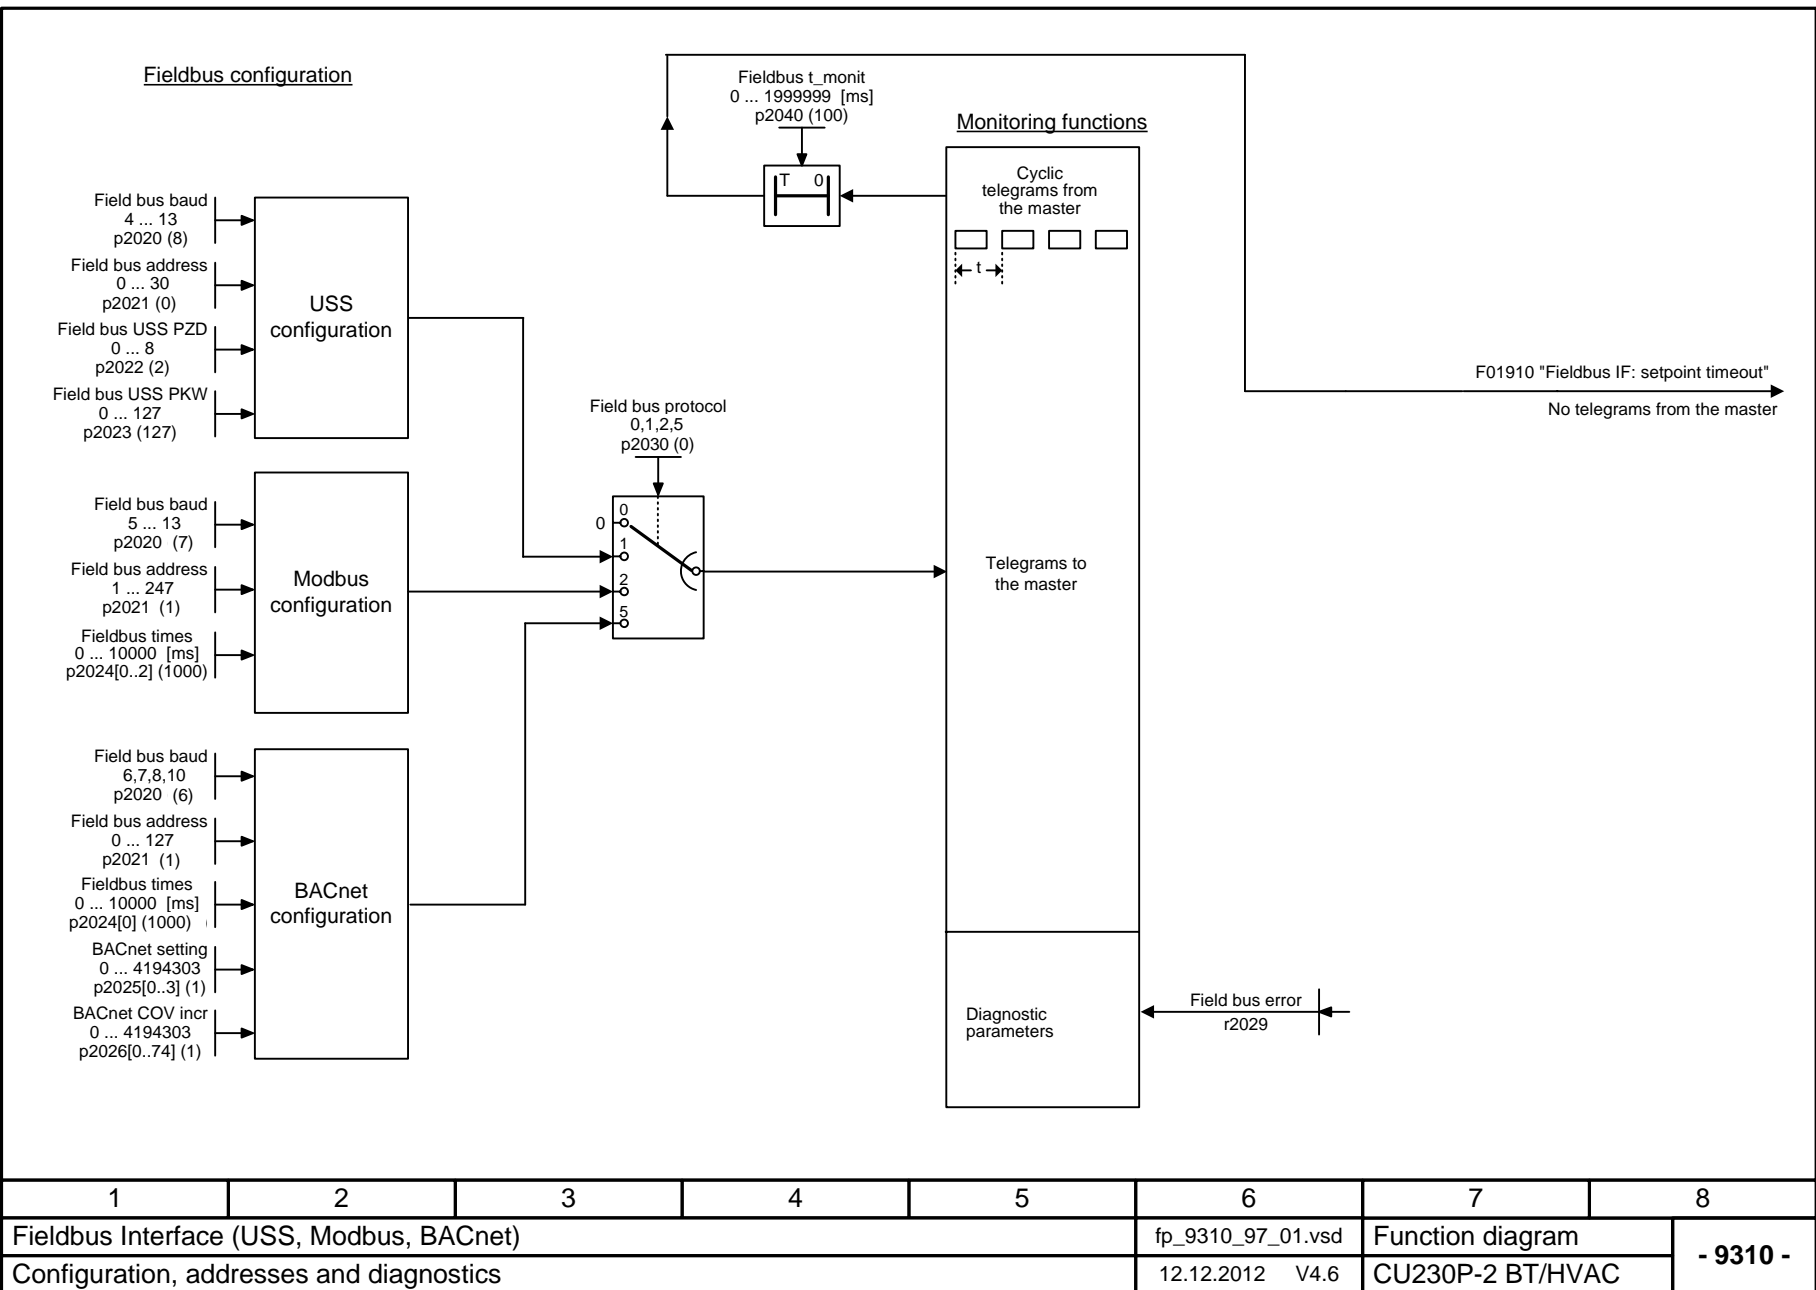 Fieldbus configuration
Fieldbus t_monit
0 ... 1999999 [ms]
p2040 (100)
T 0
Monitoring functions
Cyclic
telegrams from
the master
t
Field bus baud
4 ... 13
p2020 (8)
Field bus address
0 ... 30
p2021 (0)
Field bus USS PZD
0 ... 8
p2022 (2)
Field bus USS PKW
0 ... 127
p2023 (127)
USS
configuration
F01910 "Fieldbus IF: setpoint timeout"
No telegrams from the master
Field bus protocol
0,1,2,5
p2030 (0)
0
0
1
2
5
Field bus baud
5 ... 13
p2020 (7)
Field bus address
1 ... 247
p2021 (1)
Fieldbus times
0 ... 10000 [ms]
p2024[0..2] (1000)
Modbus
configuration
Telegrams to
the master
Field bus baud
6,7,8,10
p2020 (6)
Field bus address
0 ... 127
p2021 (1)
Fieldbus times
0 ... 10000 [ms]
p2024[0] (1000)
BACnet setting
0 ... 4194303
p2025[0..3] (1)
BACnet COV incr
0 ... 4194303
p2026[0..74] (1)
BACnet
configuration
Diagnostic
parameters
Field bus error
r2029
1 2 3 4 5 6 7 8
Fieldbus Interface (USS, Modbus, BACnet) fp_9310_97_01.vsd Function diagram
- 9310 -
Configuration, addresses and diagnostics 12.12.2012 V4.6 CU230P-2 BT/HVAC